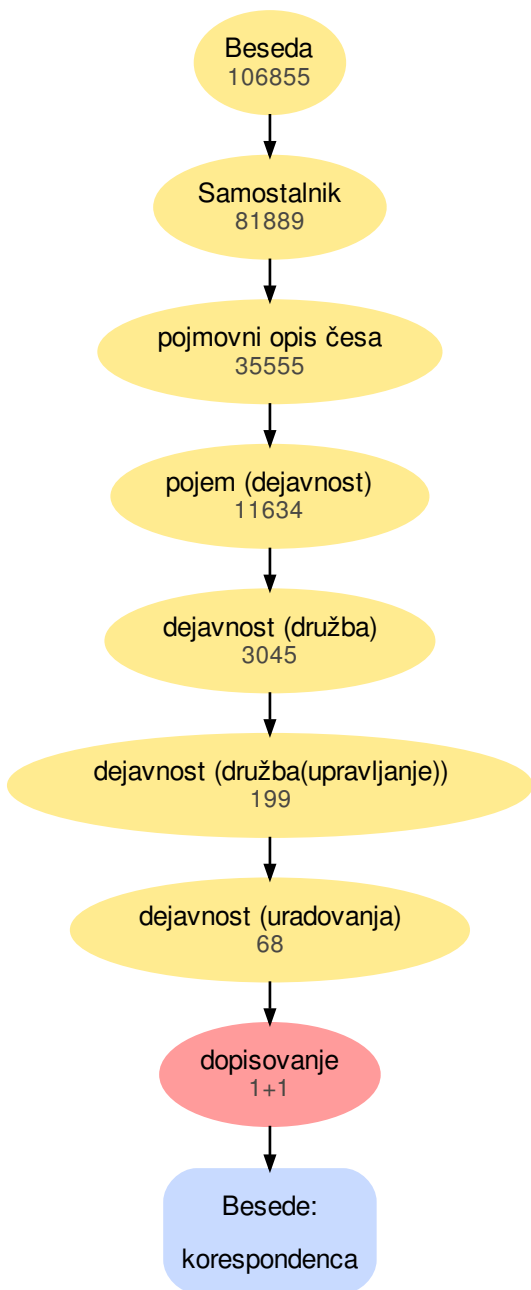 Beseda
106855
Samostalnik
81889
pojmovni opis česa
35555
pojem (dejavnost)
11634
dejavnost (družba)
3045
dejavnost (družba(upravljanje))
199
dejavnost (uradovanja)
68
dopisovanje
1+1
Besede:
korespondenca